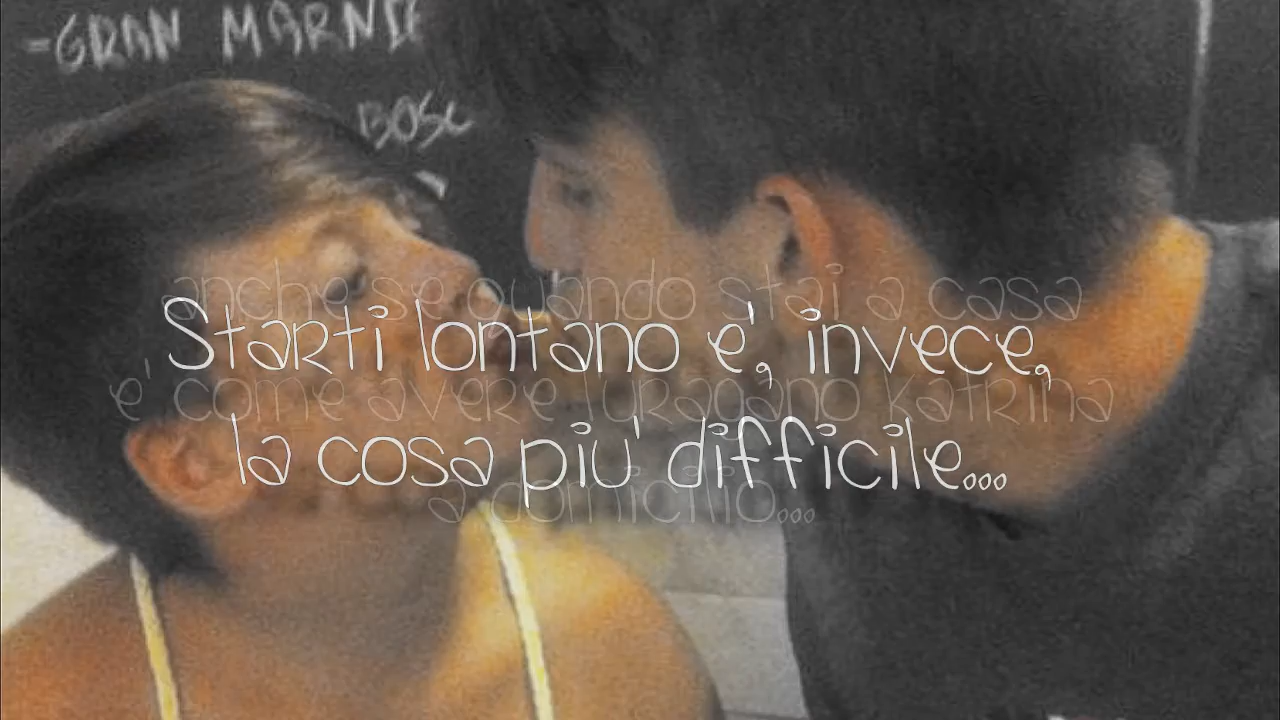 -GRAN MARNIE
BOSC
anche se quando stai a casa
Starti lontano e', invece,
e' come avere l'uragano Katrina
la cosa piu' difficile...
a domicilio...